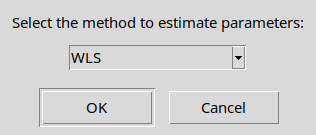 Select the method to estimate parameters:
WLS
OK
Cancel